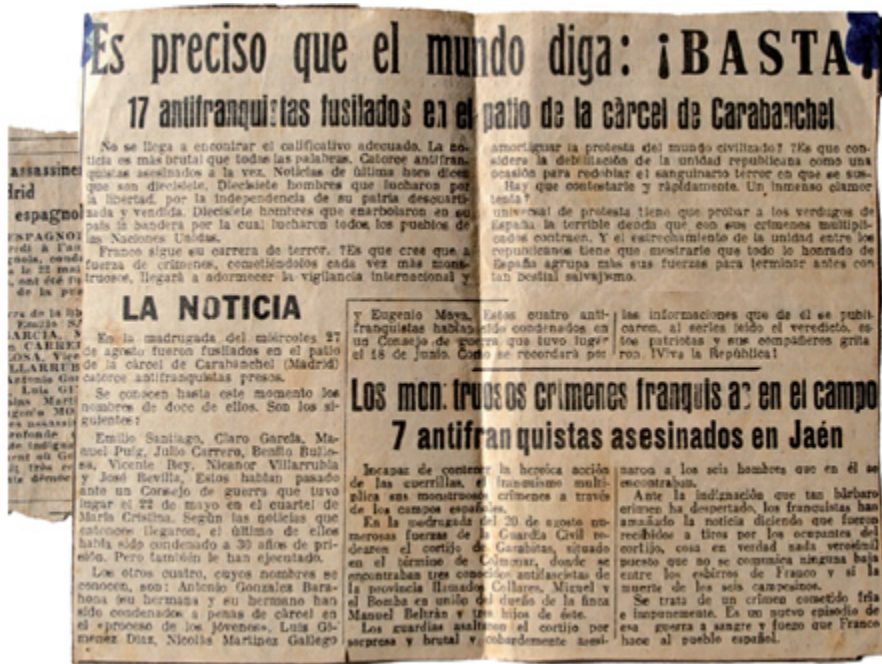 Es preciso que el mundo diga: ¡BASTA!
17 antifranquistas fusilados en el patio de la càrcel de Carabanchel
No se llega a encontrar el calificativo adecuado. La no-
ticia es más brutal que todas las palabras. Catorce antifran-
quistas asesinados a la vez. Noticias de última hora dicen
que son diecisiete. Diecisiete hombres que lucharon por
la libertad, por la independencia de su patria descuarti-
zada y vendida. Diecisiete hombres que enarbolaron en su
país la bandera por la cual lucharon todos los pueblos de
las Naciones Unidas.
Franco sigue su carrera de terror. ?Es que cree que a
fuerza de crímenes, cometiéndolos cada vez más mons-
truosos, llegará a adormecer la vigilancia internacional y
amortiguar la protesta del mundo civilizado? ?Es que con-
sidera la debilitación de la unidad republicana como una
ocasión para redoblar el sanguinario terror en que se sus-
Hay que contestarle y rápidamente. Un inmenso clamor
tenta?
universal de protesta tiene que probar a los verdugos de
España la terrible deuda que con sus crímenes multipli-
cados contraen. Y el estrechamiento de la unidad entre los
republicanos tiene que mostrarle que todo lo honrado de
España agrupa más sus fuerzas para terminar antes con
tan bestial salvajismo.
LA NOTICIA
En la madrugada del miércoles 27
de agosto fueron fusilados en el patio
de la càrcel de Carabanchel (Madrid)
catorce antifranquistas presos.
Se conocen hasta este momento los
nombres de doce de ellos. Son los si-
guientes:
Emilio Santiago, Claro García, Ma-
nuel Puig, Julio Carrero, Benito Bullo-
sa, Vicente Rey, Nicanor Villarrubia
y José Revilla. Estos habían pasado
ante un Consejo de guerra que tuvo
lugar el 22 de mayo en el cuartel de
María Cristina. Según las noticias que
entonces llegaron, el último de ellos
había sido condenado a 30 años de pri-
sión. Pero también le han ejecutado.
Los otros cuatro, cuyos nombres se
conocen, son: Antonio González Bara-
hona (su hermana y su hermano han
sido condenados a penas de càrcel en
el «proceso de los jóvenes», Luis Gi-
ménez Díaz, Nicolás Martínez Gallego
y Eugenio Moya. Estos cuatro anti-
franquistas habían sido condenados en
un Consejo de guerra que tuvo lugar
el 18 de Junio. Como se recordará por
las informaciones que de él se publi-
caron, al serles leído el veredicto, es-
tos patriotas y sus compañeros grita-
ron. ¡Viva la República!
Los monstruosos crímenes franquistas en el campo
7 antifranquistas asesinados en Jaén
Incapaz de contener la heroica acción
de las guerrillas, el franquismo multi-
plica sus monstruosos crímenes a través
de los campos españoles.
En la madrugada del 20 de agosto nu-
merosas fuerzas de la Guardia Civil ro-
dearon el cortijo de Garabatas, situado
en el término de Colmenar, donde se
encontraban tres conocidos antifascistas de
la provincia llamados Collares, Miguel y
el Bomba en unión del dueño de la finca
Manuel Beltrán y tres hijos de éste.
Los guardias asaltaron el cortijo por
sorpresa y brutal y cobardemente asesi-
naron a los seis hombres que en él se
encontraban.
Ante la indignación que tan bárbaro
crimen ha despertado, los franquistas han
amañado la noticia diciendo que fueron
recibidos a tiros por los ocupantes del
cortijo, cosa en verdad nada verosímil
puesto que no se comunica ninguna baja
entre los esbirros de Franco y sí la
muerte de los seis campesinos.
Se trata de un crimen cometido fría
e impunemente. Es un nuevo episodio de
esa guerra a sangre y fuego que Franco
hace al pueblo español.